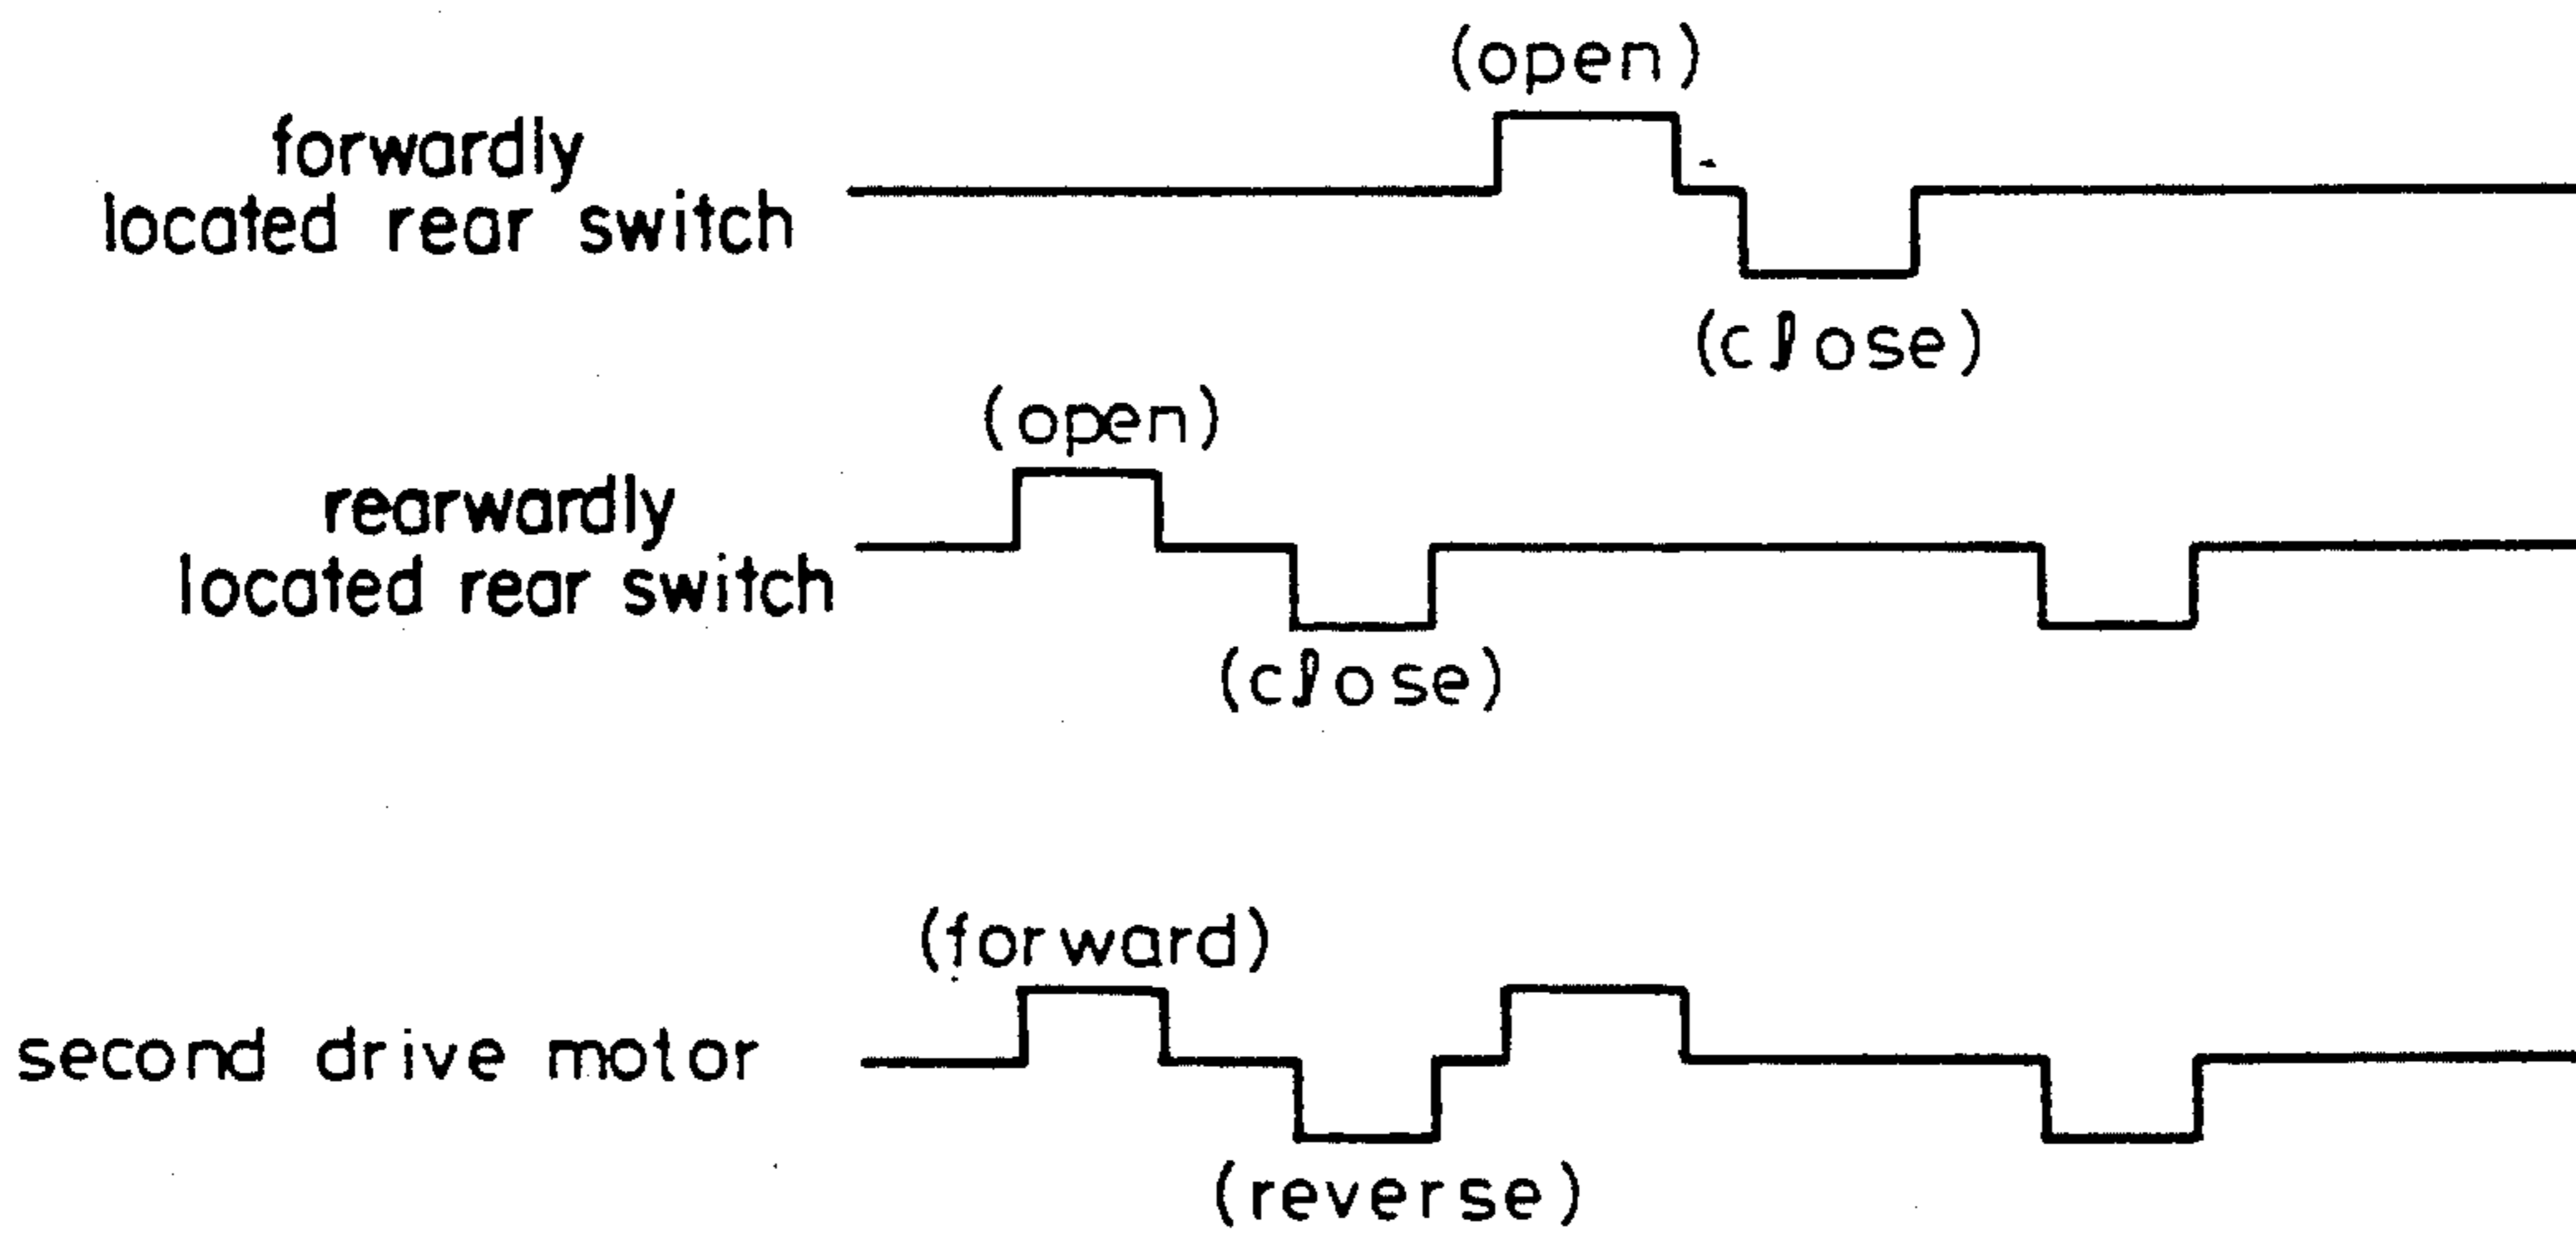 (open)
forwardly
located rear switch
(close)
(open)
rearwardly
located rear switch
(close)
(forward)
second drive motor
(reverse)